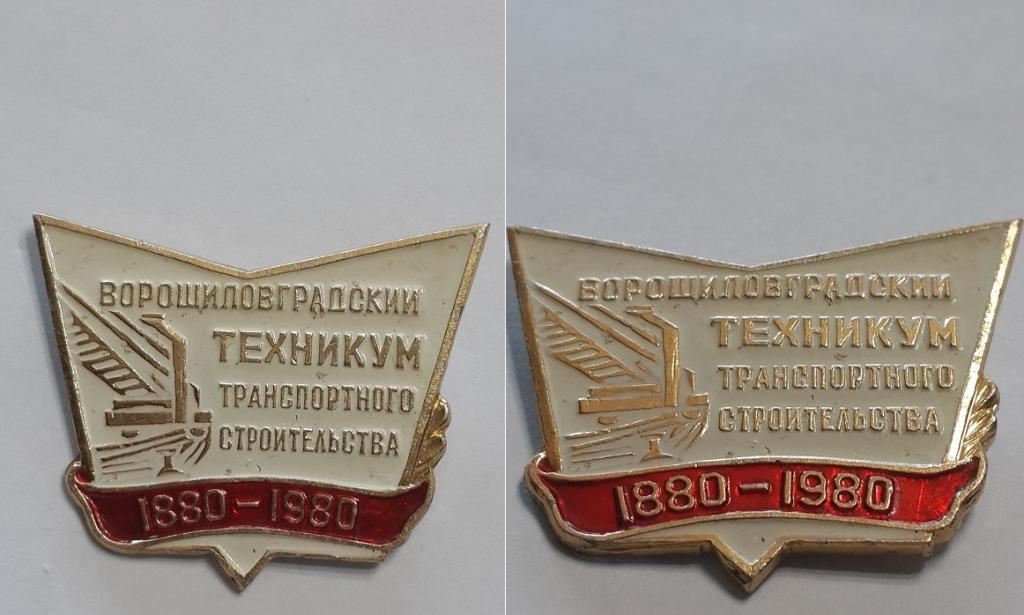 ВОРОШИЛОВГРАДСКИЙ
ТЕХНИКУМ
ТРАНСПОРТНОГО
СТРОИТЕЛЬСТВА
1880-1980
ВОРОШИЛОВГРАДСКИЙ
ТЕХНИКУМ
ТРАНСПОРТНОГО
СТРОИТЕЛЬСТВА
1880-1980